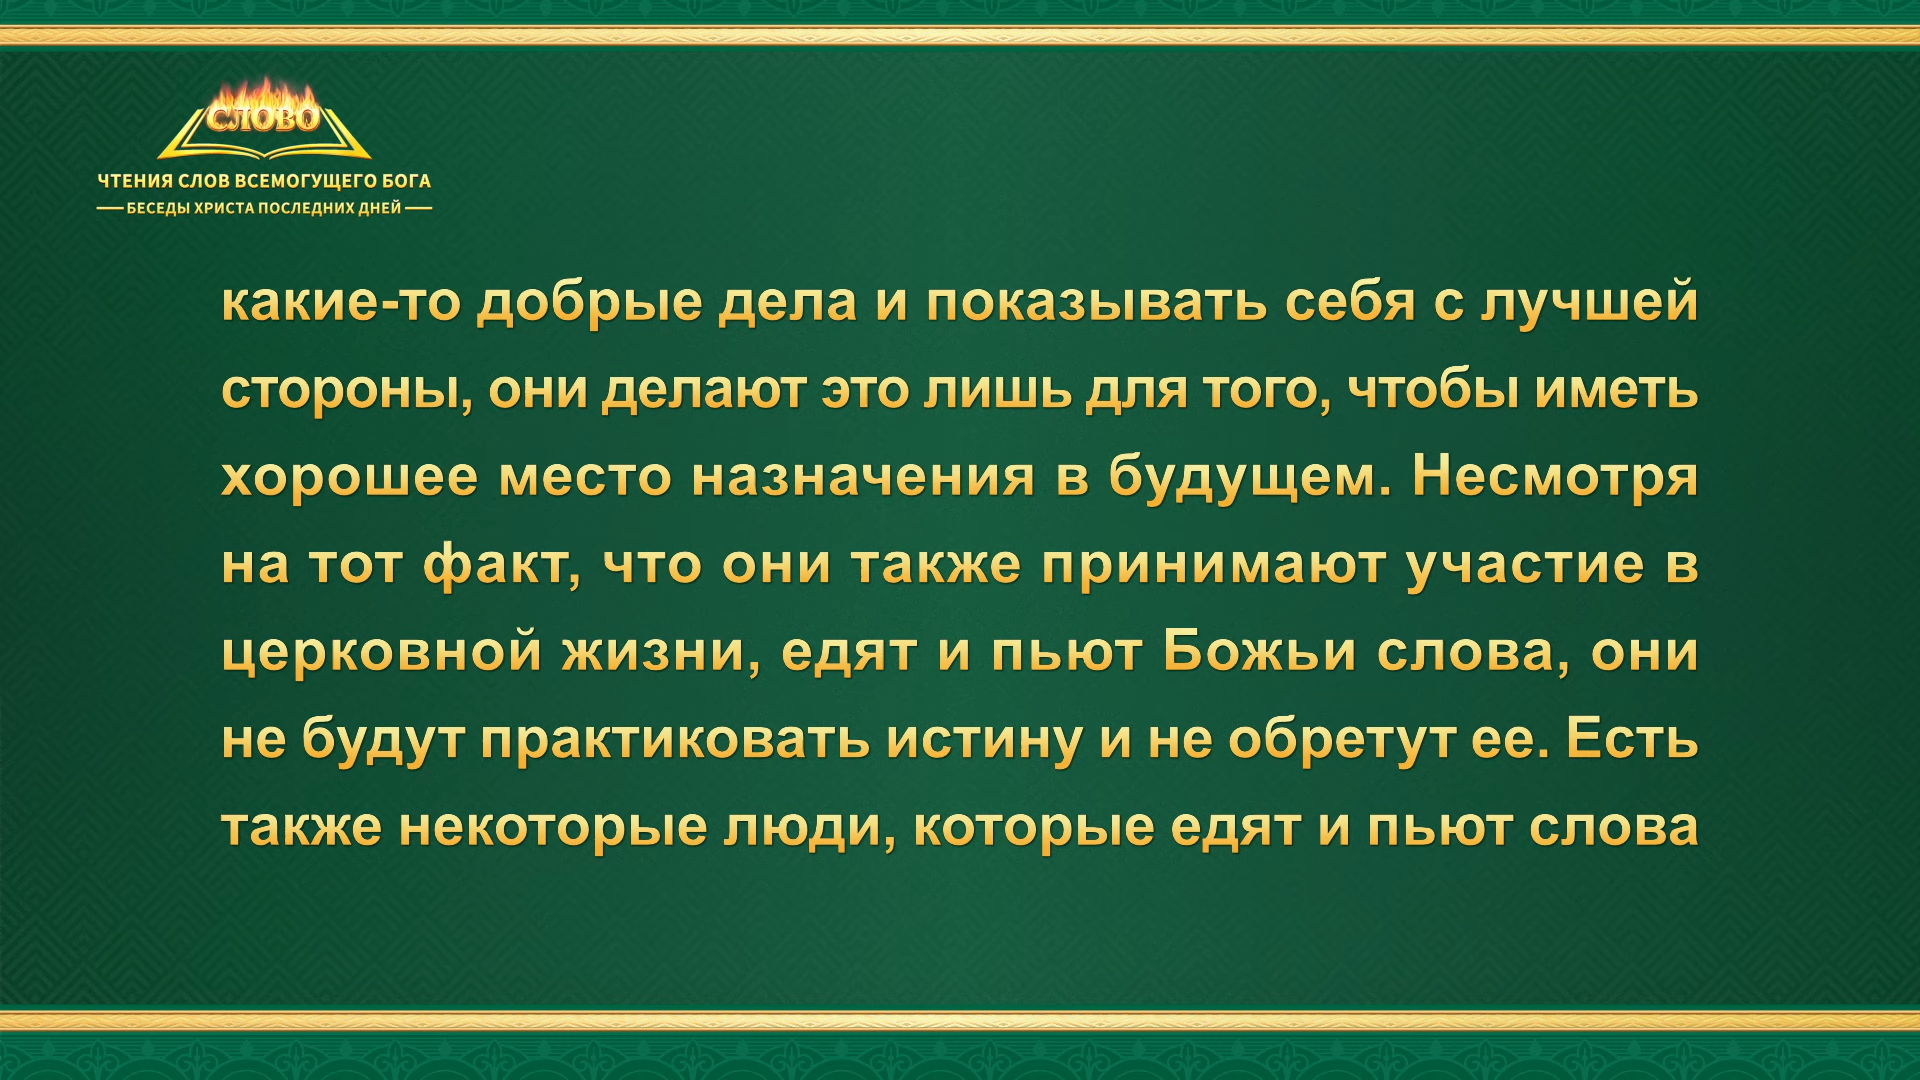 СЛОВО
ЧТЕНИЯ СЛОВ ВСЕМОГУЩЕГО БОГА
БЕСЕДЫ ХРИСТА ПОСЛЕДНИХ ДНЕЙ
какие-то добрые дела и показывать себя с лучшей
стороны, они делают это лишь для того, чтобы иметь
хорошее место назначения в будущем. Несмотря
на тот факт, что они также принимают участие в
церковной жизни, едят и пьют Божьи слова, они
не будут практиковать истину и не обретут ее. Есть
также некоторые люди, которые едят и пьют слова